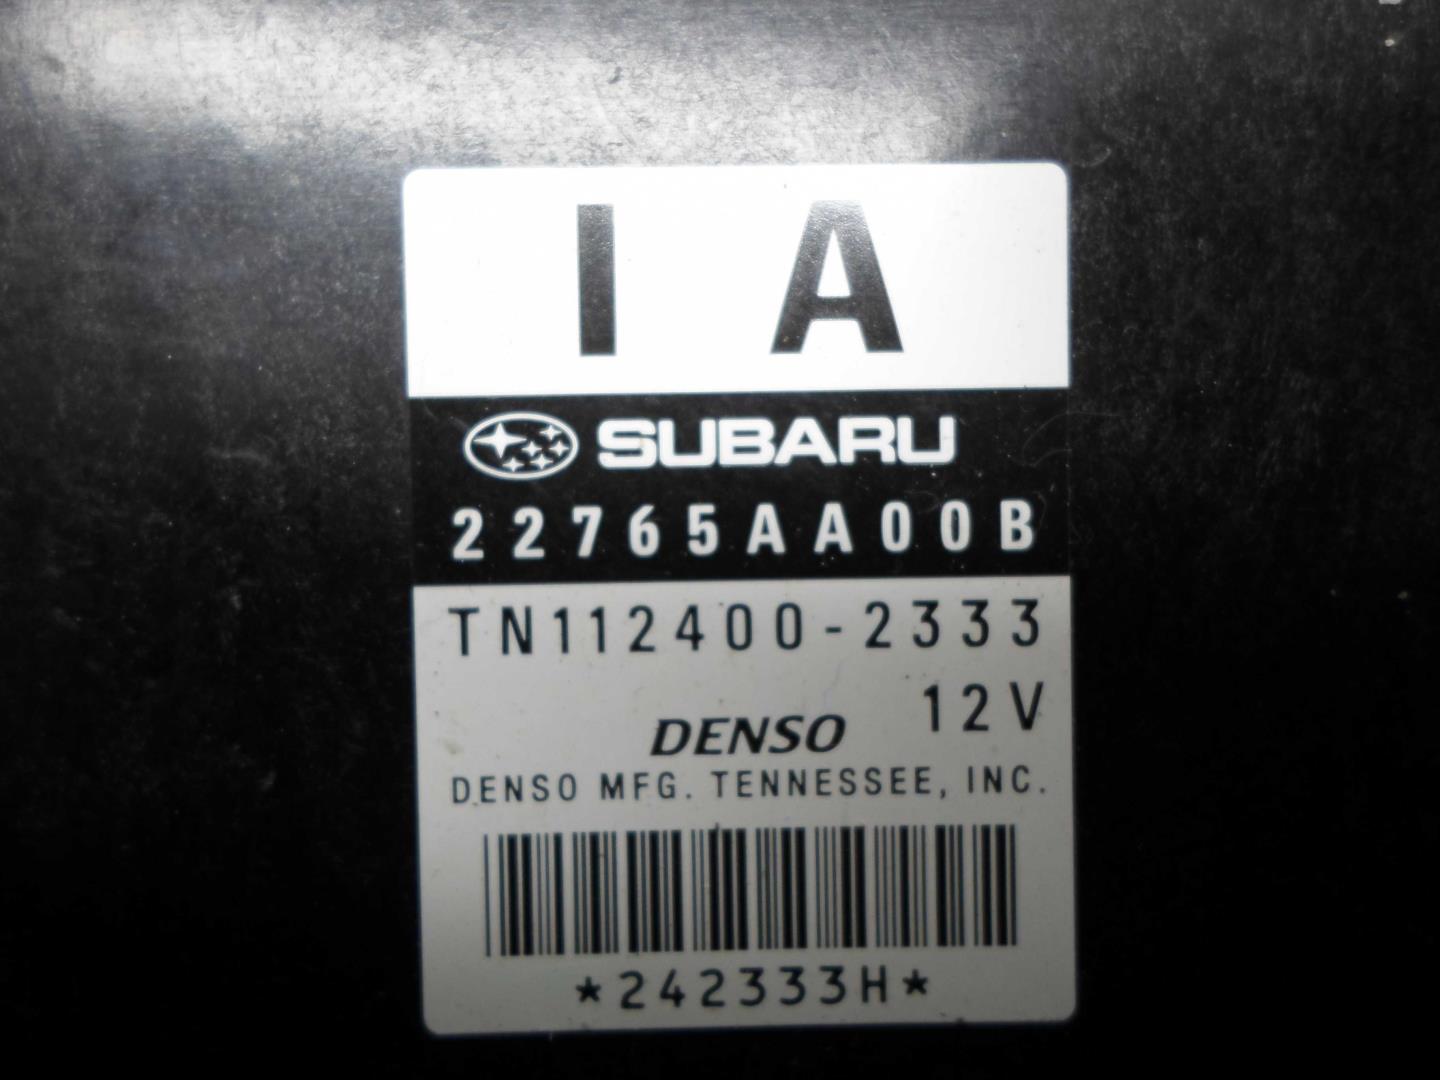 I A
SUBARU
22765AA00B
TN112400-2333
12V
DENSO
DENSO MFG. TENNESSEE, INC.
*242333H*